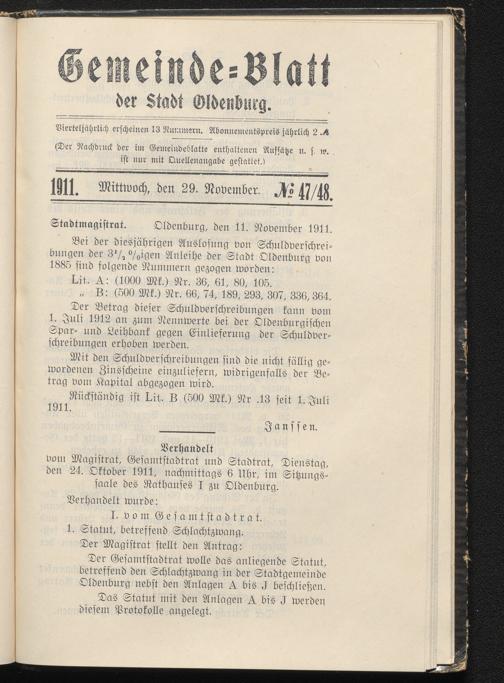 Gemeinde=Blatt
der Stadt Oldenburg.
Vierteljährlich erscheinen 13 Nummern. Abonnementspreis jährlich 2 ℳ
(Der Nachdruck der im Gemeindeblatte enthaltenen Aufsätze u. s. w.
ist nur mit Quellenangabe gestattet.)
1911. Mittwoch, den 29. November. № 47/48.
Stadtmagistrat. Oldenburg, den 11. November 1911.
Bei der diesjährigen Auslosung von Schuldverschrei-
bungen der 3½ %igen Anleihe der Stadt Oldenburg von
1885 sind folgende Nummern gezogen worden:
Lit. A: (1000 Mk.) Nr. 36, 61, 80, 105.
„ B: (500 Mk.) Nr. 66, 74, 189, 293, 307, 336, 364.
Der Betrag dieser Schuldverschreibungen kann vom
1. Juli 1912 an zum Nennwerte bei der Oldenburgischen
Spar- und Leihbank gegen Einlieferung der Schuldver-
schreibungen erhoben werden.
Mit den Schuldverschreibungen sind die nicht fällig ge-
wordenen Zinsscheine einzuliefern, widrigenfalls der Be-
trag vom Kapital abgezogen wird.
Rückständig ist Lit. B (500 Mk.) Nr .13 seit 1. Juli
1911.
Janssen.
Verhandelt
vom Magistrat, Gesamtstadtrat und Stadtrat, Dienstag,
den 24. Oktober 1911, nachmittags 6 Uhr, im Sitzungs-
saale des Rathauses I zu Oldenburg.
Verhandelt wurde:
I. vom Gesamtstadtrat.
1. Statut, betreffend Schlachtzwang.
Der Magistrat stellt den Antrag:
Der Gesamtstadtrat wolle das anliegende Statut,
betreffend den Schlachtzwang in der Stadtgemeinde
Oldenburg nebst den Anlagen A bis J beschließen.
Das Statut mit den Anlagen A bis J werden
diesem Protokolle angelegt.